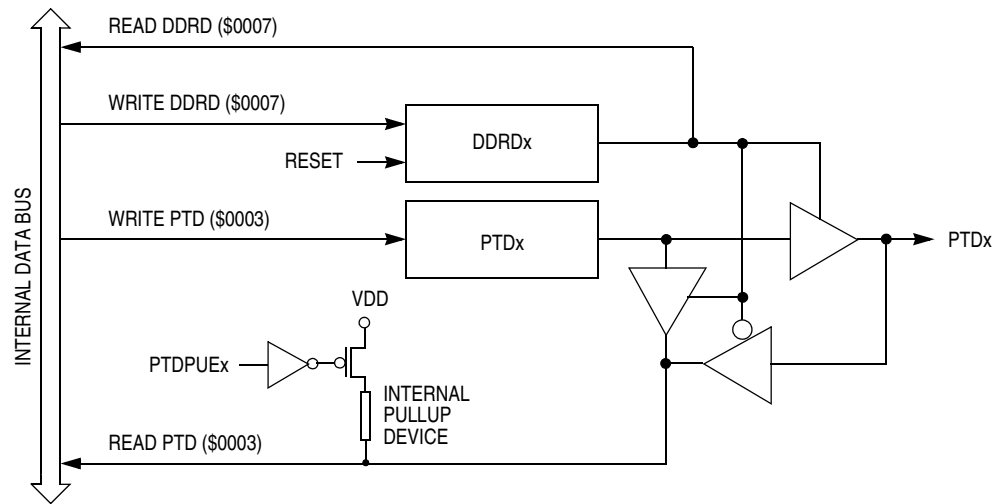 READ DDRD ($0007)
WRITE DDRD ($0007)
DDRDx
RESET
INTERNAL DATA BUS
WRITE PTD ($0003)
PTDx
PTDx
VDD
PTDPUEx
INTERNAL
PULLUP
DEVICE
READ PTD ($0003)